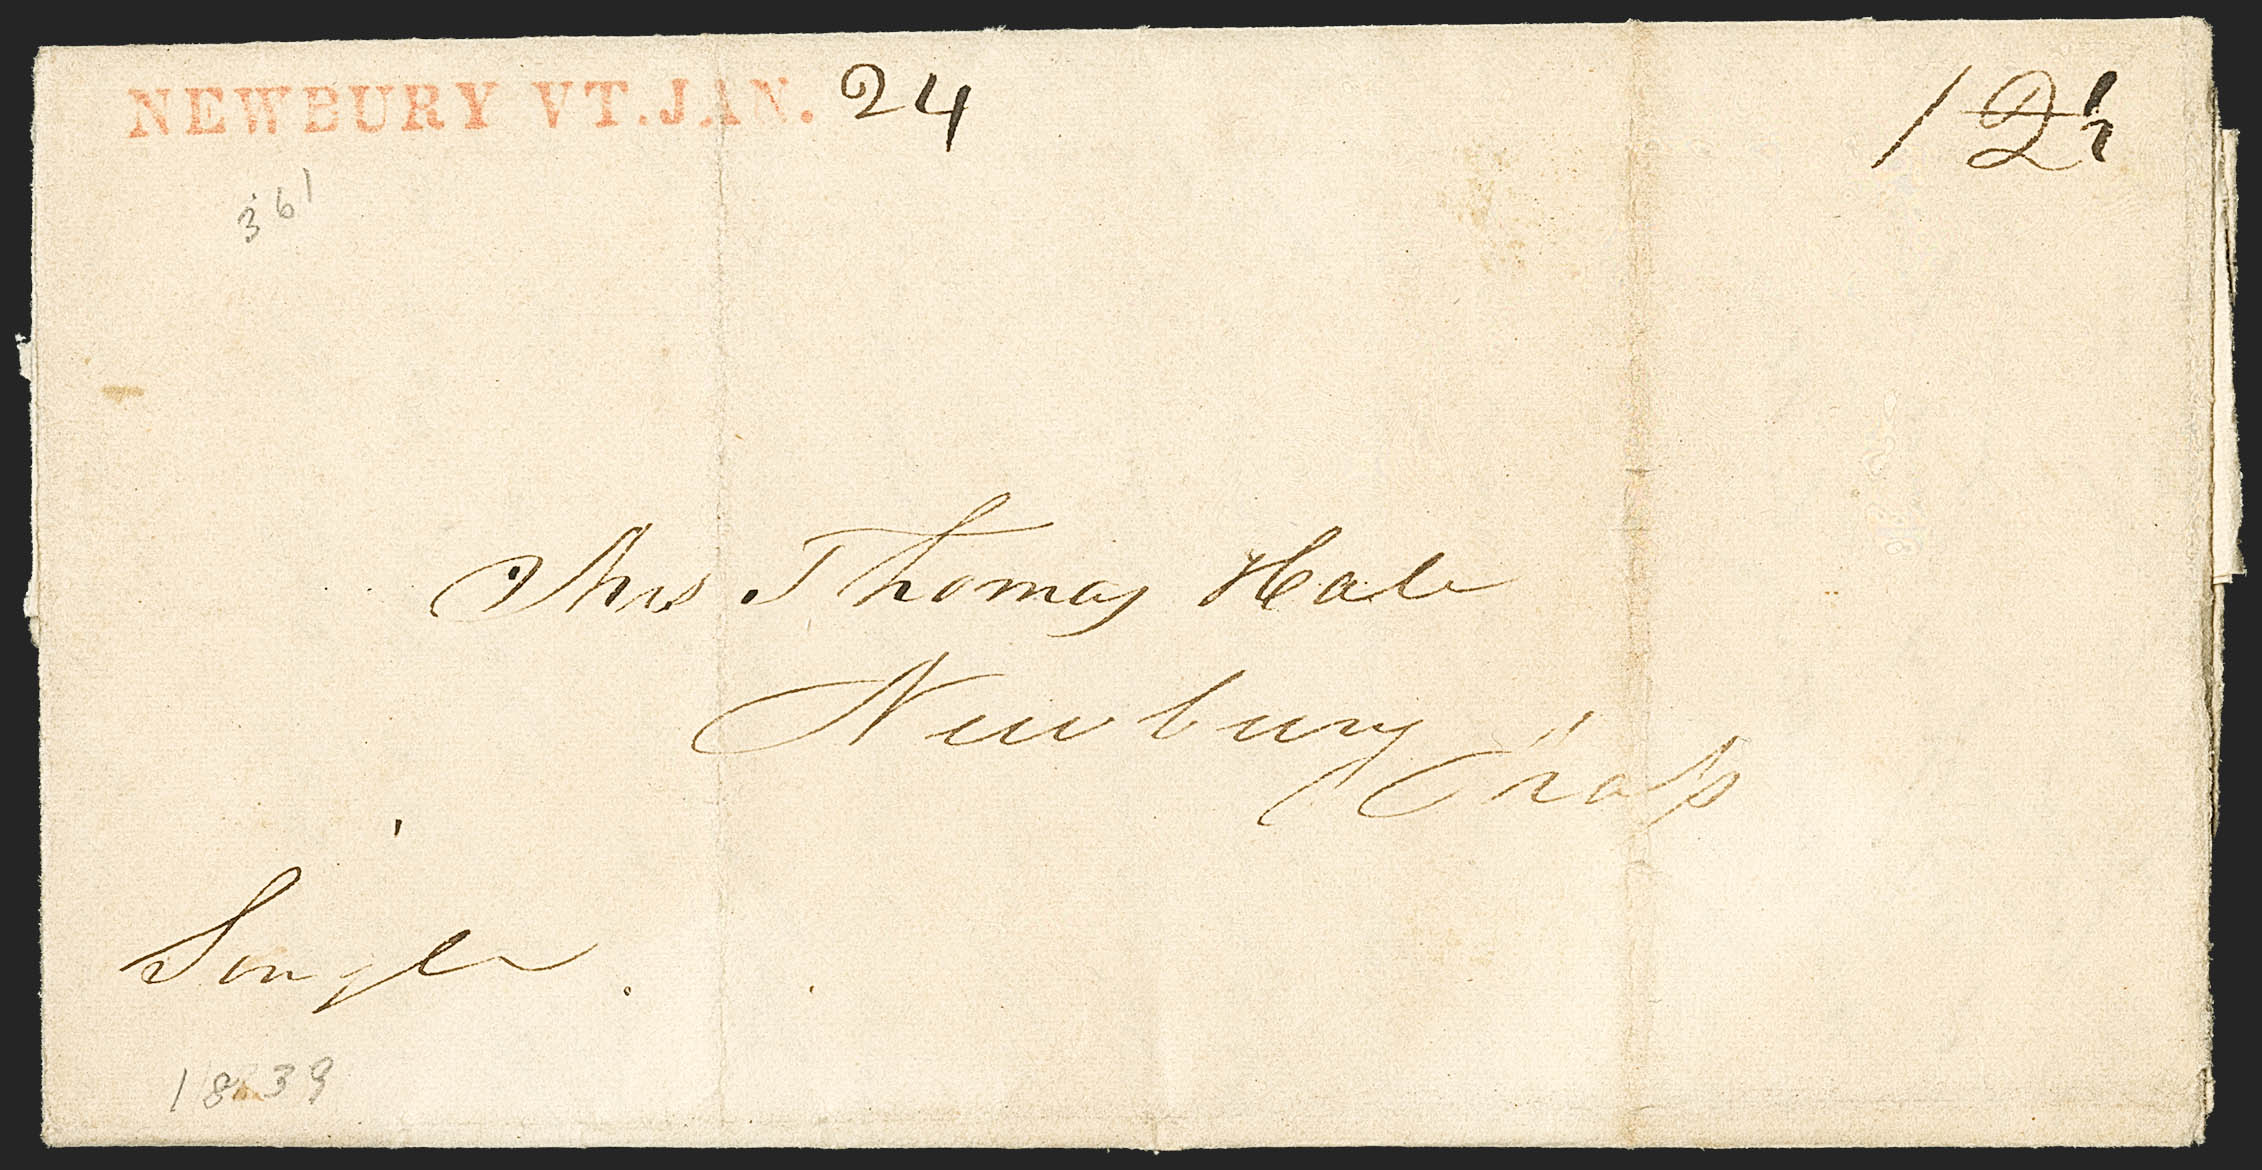 NEWBURY VT. JAN. 24
12½
361
Mrs Thomas Hale
Newbury
Mass
Single.
1839